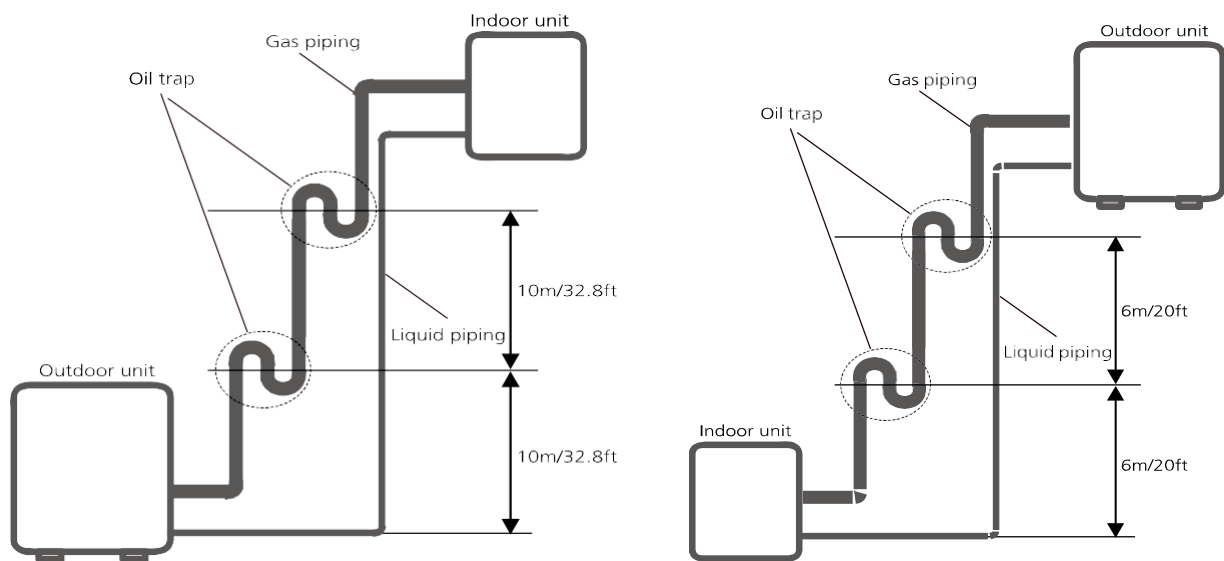 Indoor unit
Gas piping
Oil trap
10m/32.8ft
Liquid piping
Outdoor unit
10m/32.8ft
Outdoor unit
Gas piping
Oil trap
6m/20ft
Liquid piping
Indoor unit
6m/20ft